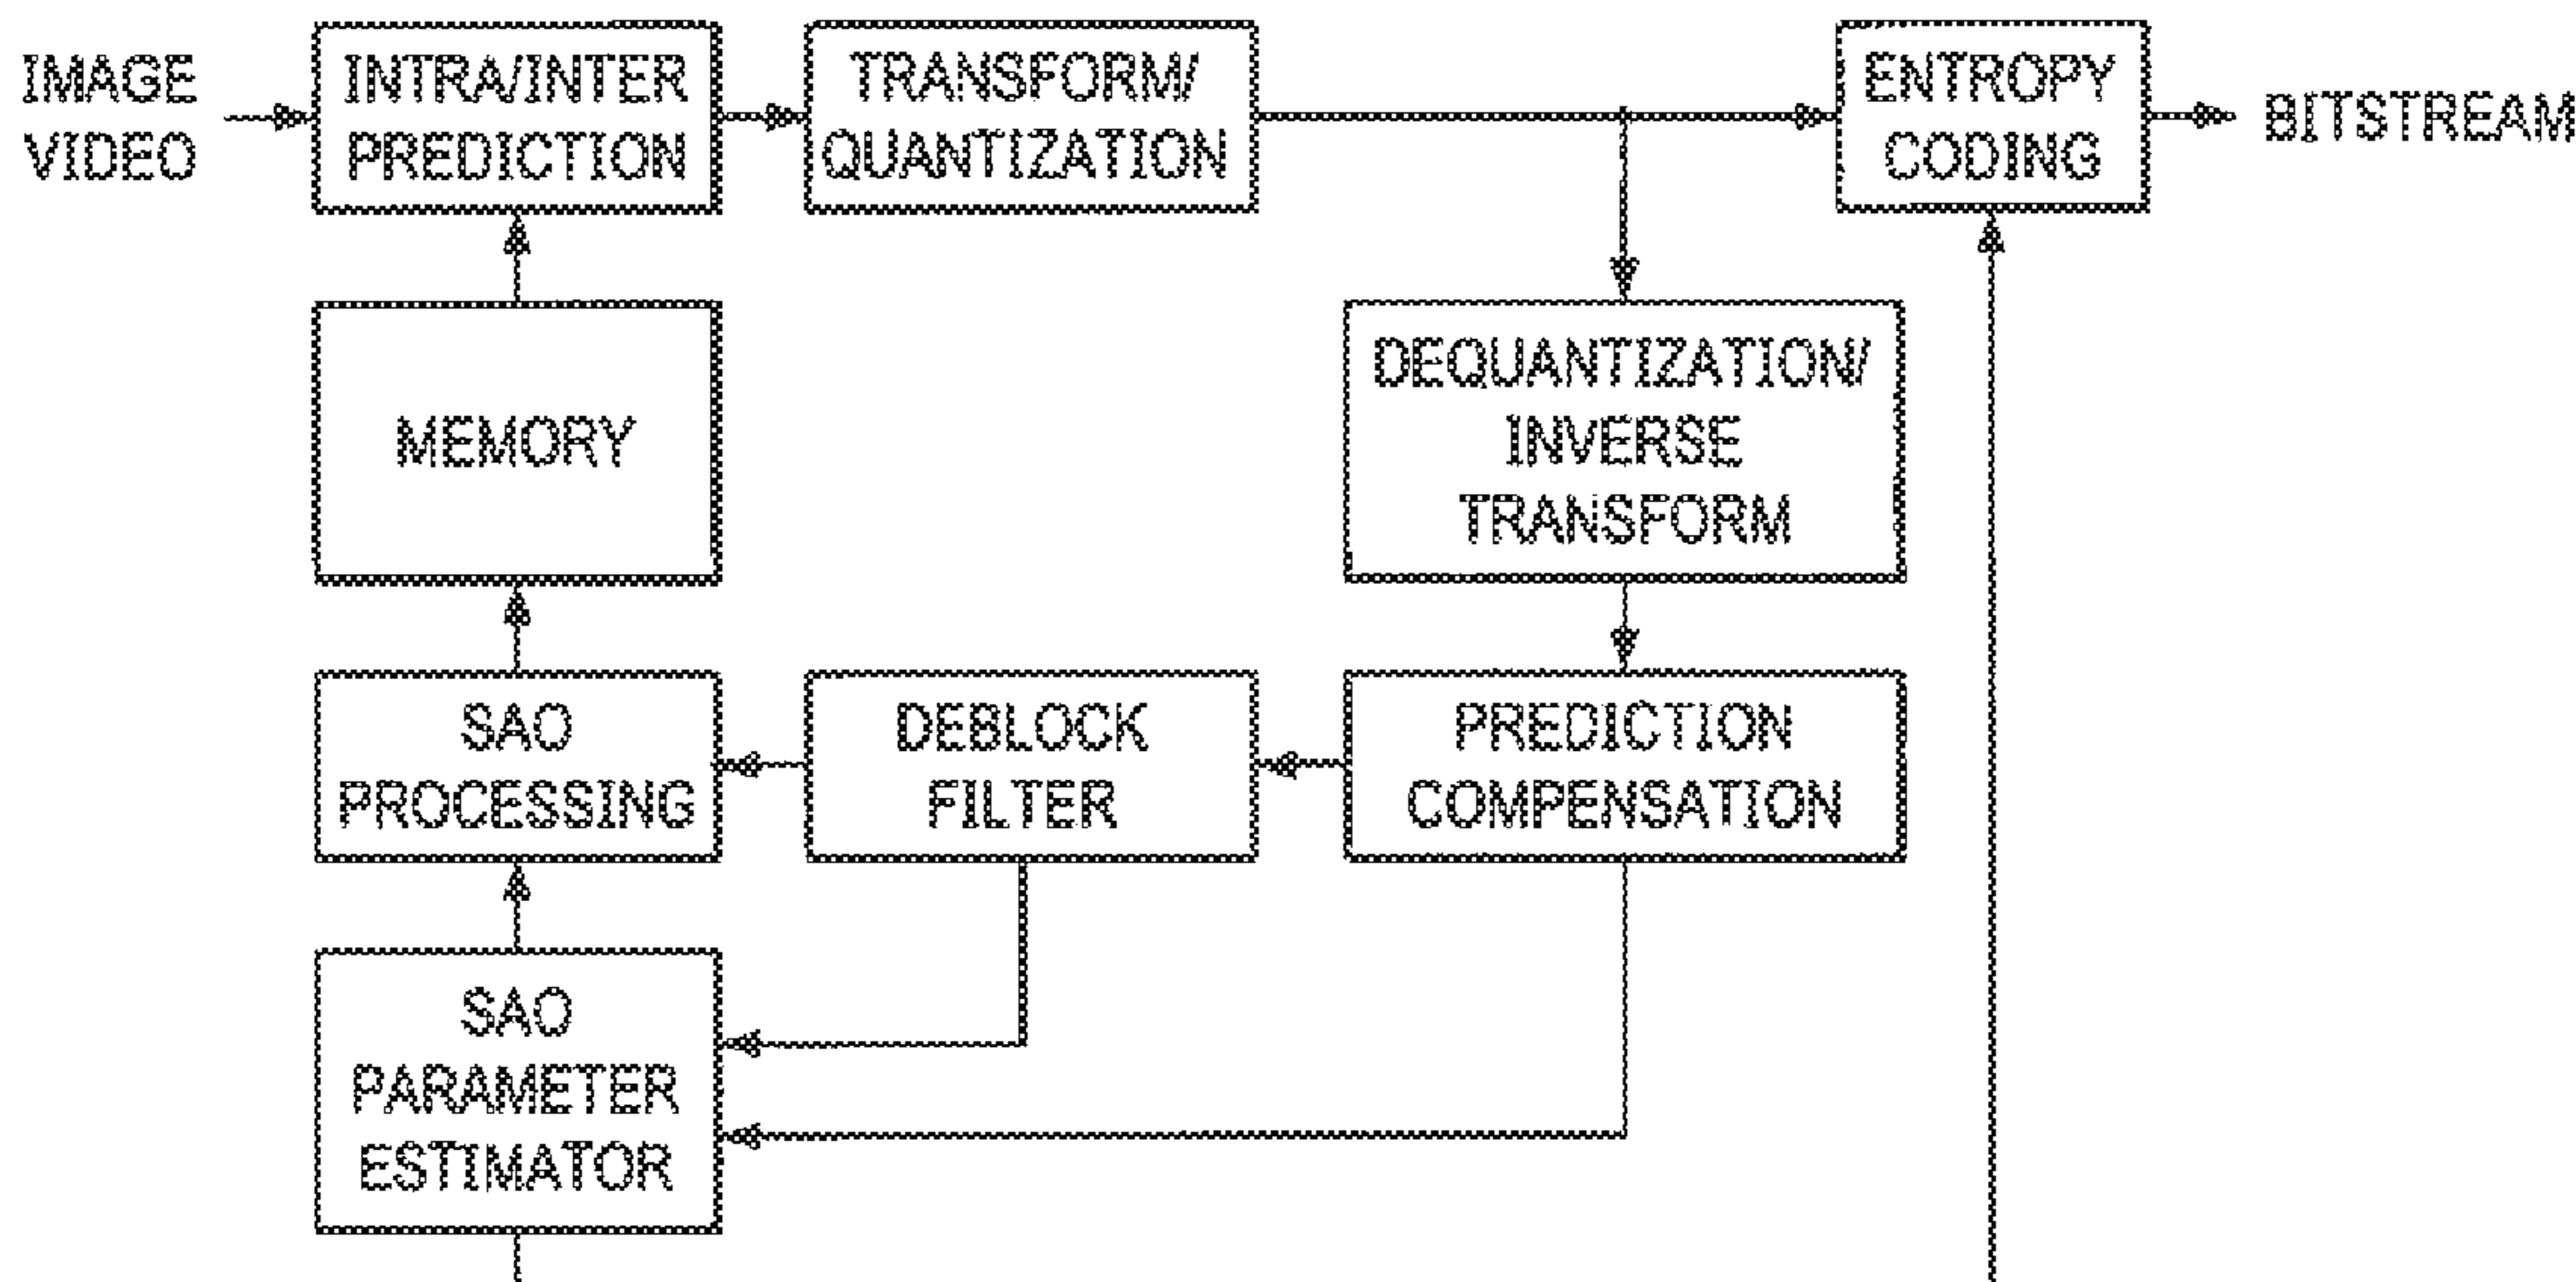 IMAGE
VIDEO
INTRA/INTER
PREDICTION
TRANSFORM/
QUANTIZATION
ENTROPY
CODING
BITSTREAM
MEMORY
DEQUANTIZATION/
INVERSE
TRANSFORM
SAO
PROCESSING
DEBLOCK
FILTER
PREDICTION
COMPENSATION
SAO
PARAMETER
ESTIMATOR